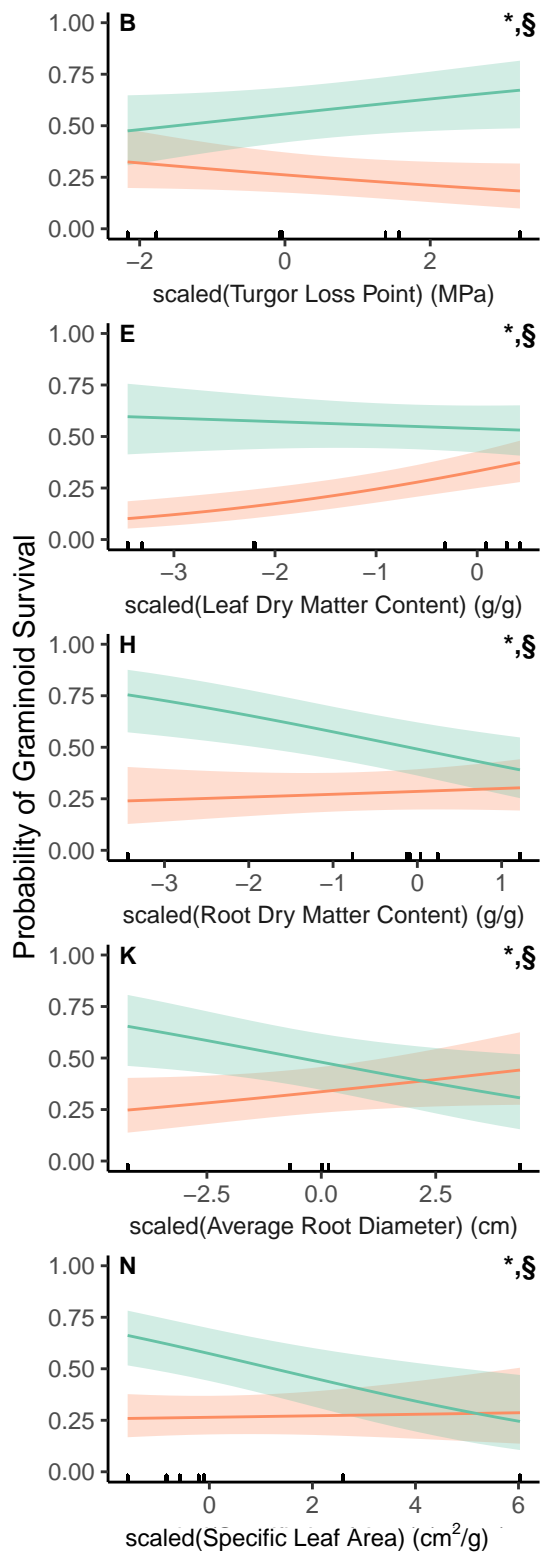 Probability of Graminoid Survival
B *,§
1.00
0.75
0.50
0.25
0.00
−2 0 2
scaled(Turgor Loss Point) (MPa)
E *,§
1.00
0.75
0.50
0.25
0.00
−3 −2 −1 0
scaled(Leaf Dry Matter Content) (g/g)
H *,§
1.00
0.75
0.50
0.25
0.00
−3 −2 −1 0 1
scaled(Root Dry Matter Content) (g/g)
K *,§
1.00
0.75
0.50
0.25
0.00
−2.5 0.0 2.5
scaled(Average Root Diameter) (cm)
N *,§
1.00
0.75
0.50
0.25
0.00
0 2 4 6
scaled(Specific Leaf Area) (cm²/g)